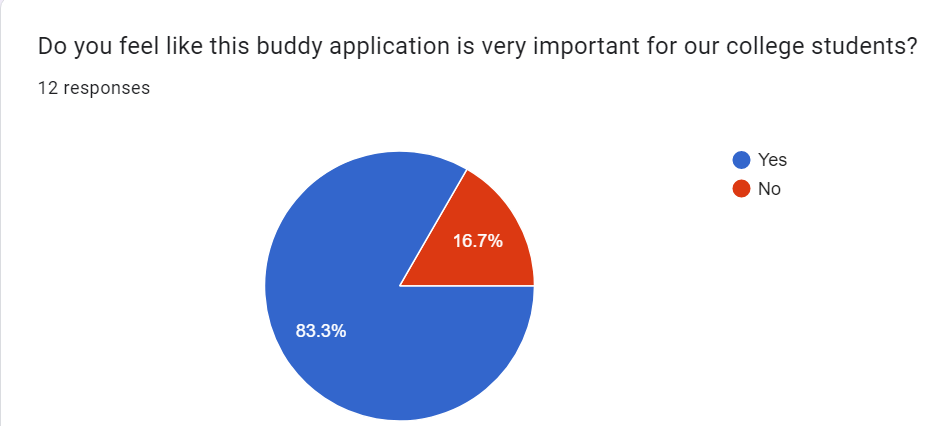 Do you feel like this buddy application is very important for our college students?
12 responses
Yes
No
16.7%
83.3%